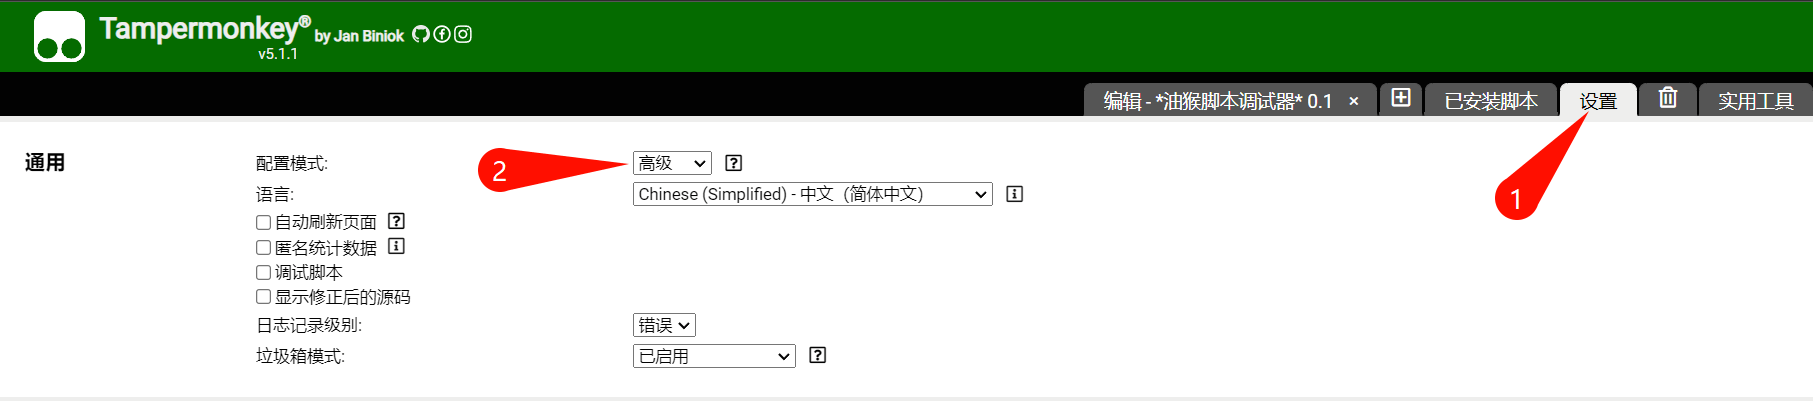 Tampermonkey® by Jan Biniok
v5.1.1
编辑 - *油猴脚本调试器* 0.1 × 已安装脚本 设置 实用工具
1
通用
配置模式: 高级 ?
2
语言: Chinese (Simplified) - 中文（简体中文） i
自动刷新页面 ?
匿名统计数据 i
调试脚本
显示修正后的源码
日志记录级别: 错误
垃圾箱模式: 已启用 ?